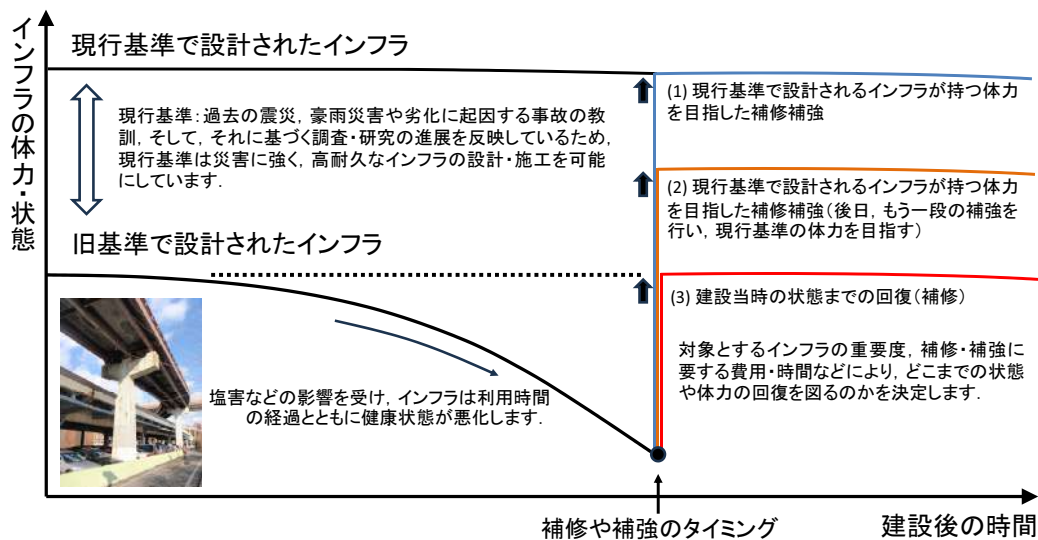 インフラの体力・状態
現行基準で設計されたインフラ
現行基準：過去の震災，豪雨災害や劣化に起因する事故の教
訓，そして，それに基づく調査・研究の進展を反映しているため，
現行基準は災害に強く，高耐久なインフラの設計・施工を可能
にしています．
旧基準で設計されたインフラ
塩害などの影響を受け，インフラは利用時間
の経過とともに健康状態が悪化します．
(1) 現行基準で設計されるインフラが持つ体力
を目指した補修補強
(2) 現行基準で設計されるインフラが持つ体力
を目指した補修補強（後日，もう一段の補強を
行い，現行基準の体力を目指す）
(3) 建設当時の状態までの回復（補修）
対象とするインフラの重要度，補修・補強に
要する費用・時間などにより，どこまでの状態
や体力の回復を図るのかを決定します．
補修や補強のタイミング
建設後の時間